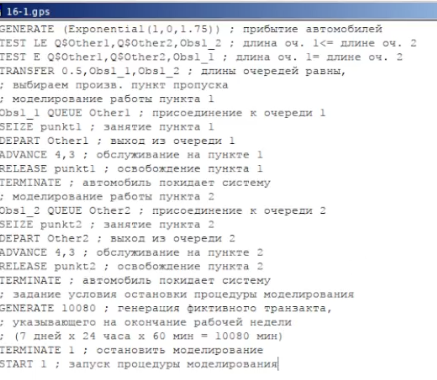 16-1.gps
GENERATE (Exponential(1,0,1.75)) ; прибытие автомобилей
TEST LE Q$Other1,Q$Other2,Obsl_2 ; длина оч. 1<= длине оч. 2
TEST E Q$Other1,Q$Other2,Obsl_1 ; длина оч. 1= длине оч. 2
TRANSFER 0.5,Obsl_1,Obsl_2 ; длины очередей равны,
; выбираем произв. пункт пропуска
; моделирование работы пункта 1
Obsl_1 QUEUE Other1 ; присоединение к очереди 1
SEIZE punkt1 ; занятие пункта 1
DEPART Other1 ; выход из очереди 1
ADVANCE 4,3 ; обслуживание на пункте 1
RELEASE punkt1 ; освобождение пункта 1
TERMINATE ; автомобиль покидает систему
; моделирование работы пункта 2
Obsl_2 QUEUE Other2 ; присоединение к очереди 2
SEIZE punkt2 ; занятие пункта 2
DEPART Other2 ; выход из очереди 2
ADVANCE 4,3 ; обслуживание на пункте 2
RELEASE punkt2 ; освобождение пункта 2
TERMINATE ; автомобиль покидает систему
; задание условия остановки процедуры моделирования
GENERATE 10080 ; генерация фиктивного транзакта,
; указывающего на окончание рабочей недели
; (7 дней x 24 часа x 60 мин = 10080 мин)
TERMINATE 1 ; остановить моделирование
START 1 ; запуск процедуры моделирования